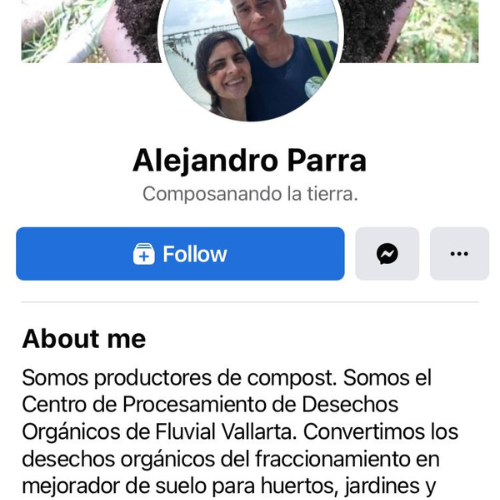 Alejandro Parra
Composanando la tierra.
Follow
About me
Somos productores de compost. Somos el
Centro de Procesamiento de Desechos
Orgánicos de Fluvial Vallarta. Convertimos los
desechos orgánicos del fraccionamiento en
mejorador de suelo para huertos, jardines y